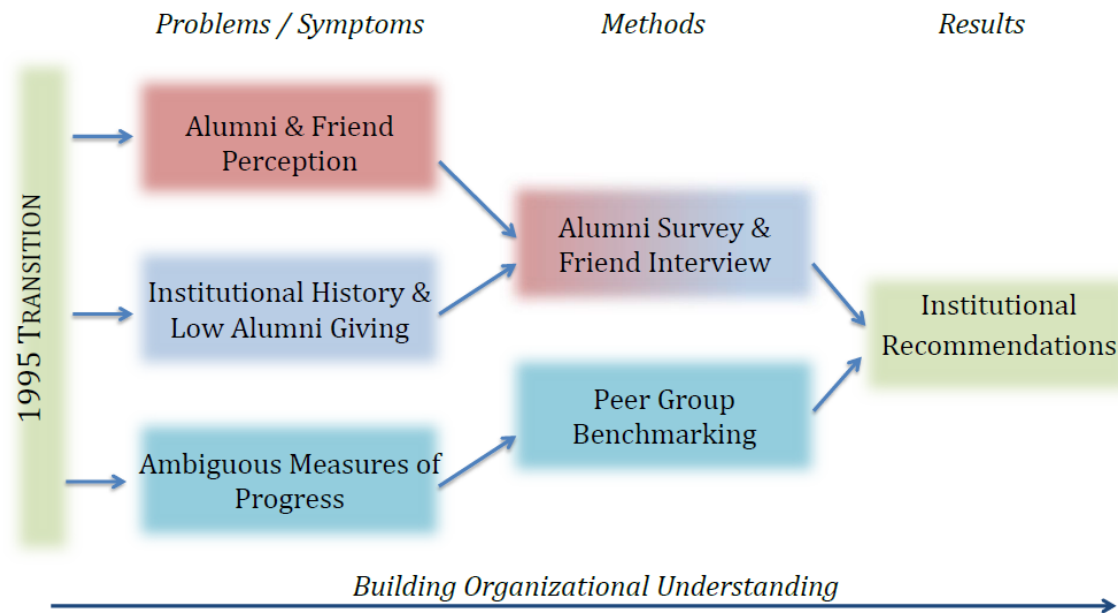 Problems / Symptoms
Methods
Results
1995 TRANSITION
Alumni & Friend
Perception
Institutional History &
Low Alumni Giving
Ambiguous Measures of
Progress
Alumni Survey &
Friend Interview
Peer Group
Benchmarking
Institutional
Recommendations
Building Organizational Understanding